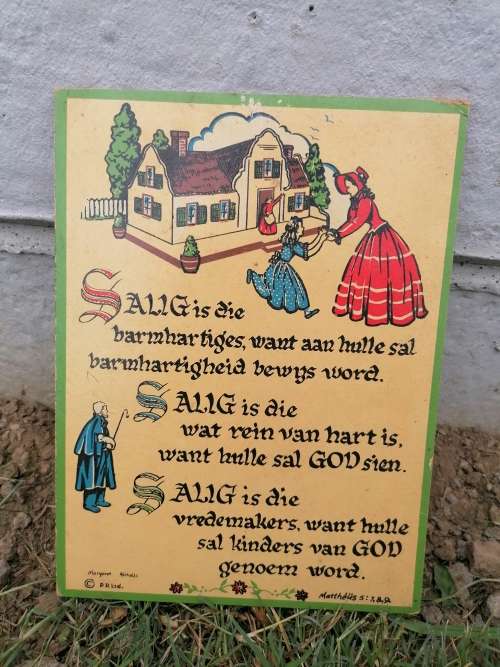 SALIG is die
barmhartiges, want aan hulle sal
barmhartigheid bewys word.
SALIG is die
wat rein van hart is,
want hulle sal GOD sien.
SALIG is die
vredemakers, want hulle
sal kinders van GOD
genoem word.
Margaret
© P.R Ltd.
Matthéüs 5: 7,8,9.